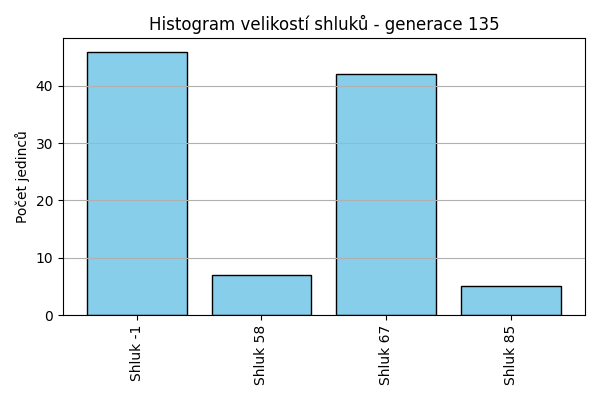 Histogram velikostí shluků - generace 135
Počet jedinců
40
30
20
10
0
Shluk -1
Shluk 58
Shluk 67
Shluk 85